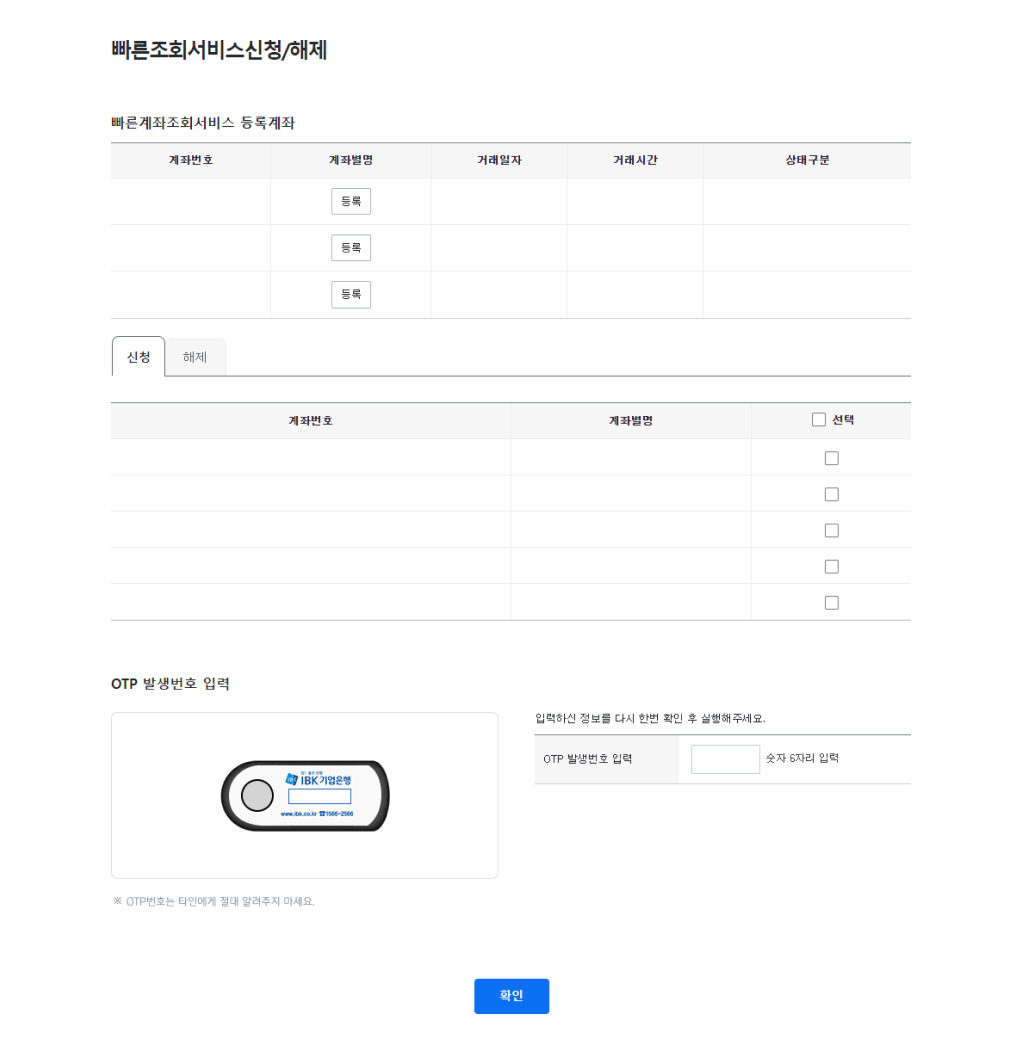 빠른조회서비스신청/해제
빠른계좌조회서비스 등록계좌
계좌번호 계좌별명 거래일자 거래시간 상태구분
등록
등록
등록
신청 해제
계좌번호 계좌별명 선택
OTP 발생번호 입력
입력하신 정보를 다시 한번 확인 후 실행해주세요.
OTP 발생번호 입력 숫자 6자리 입력
IBK기업은행
www.ibk.co.kr ☎1566-2566
※ OTP번호는 타인에게 절대 알려주지 마세요.
확인